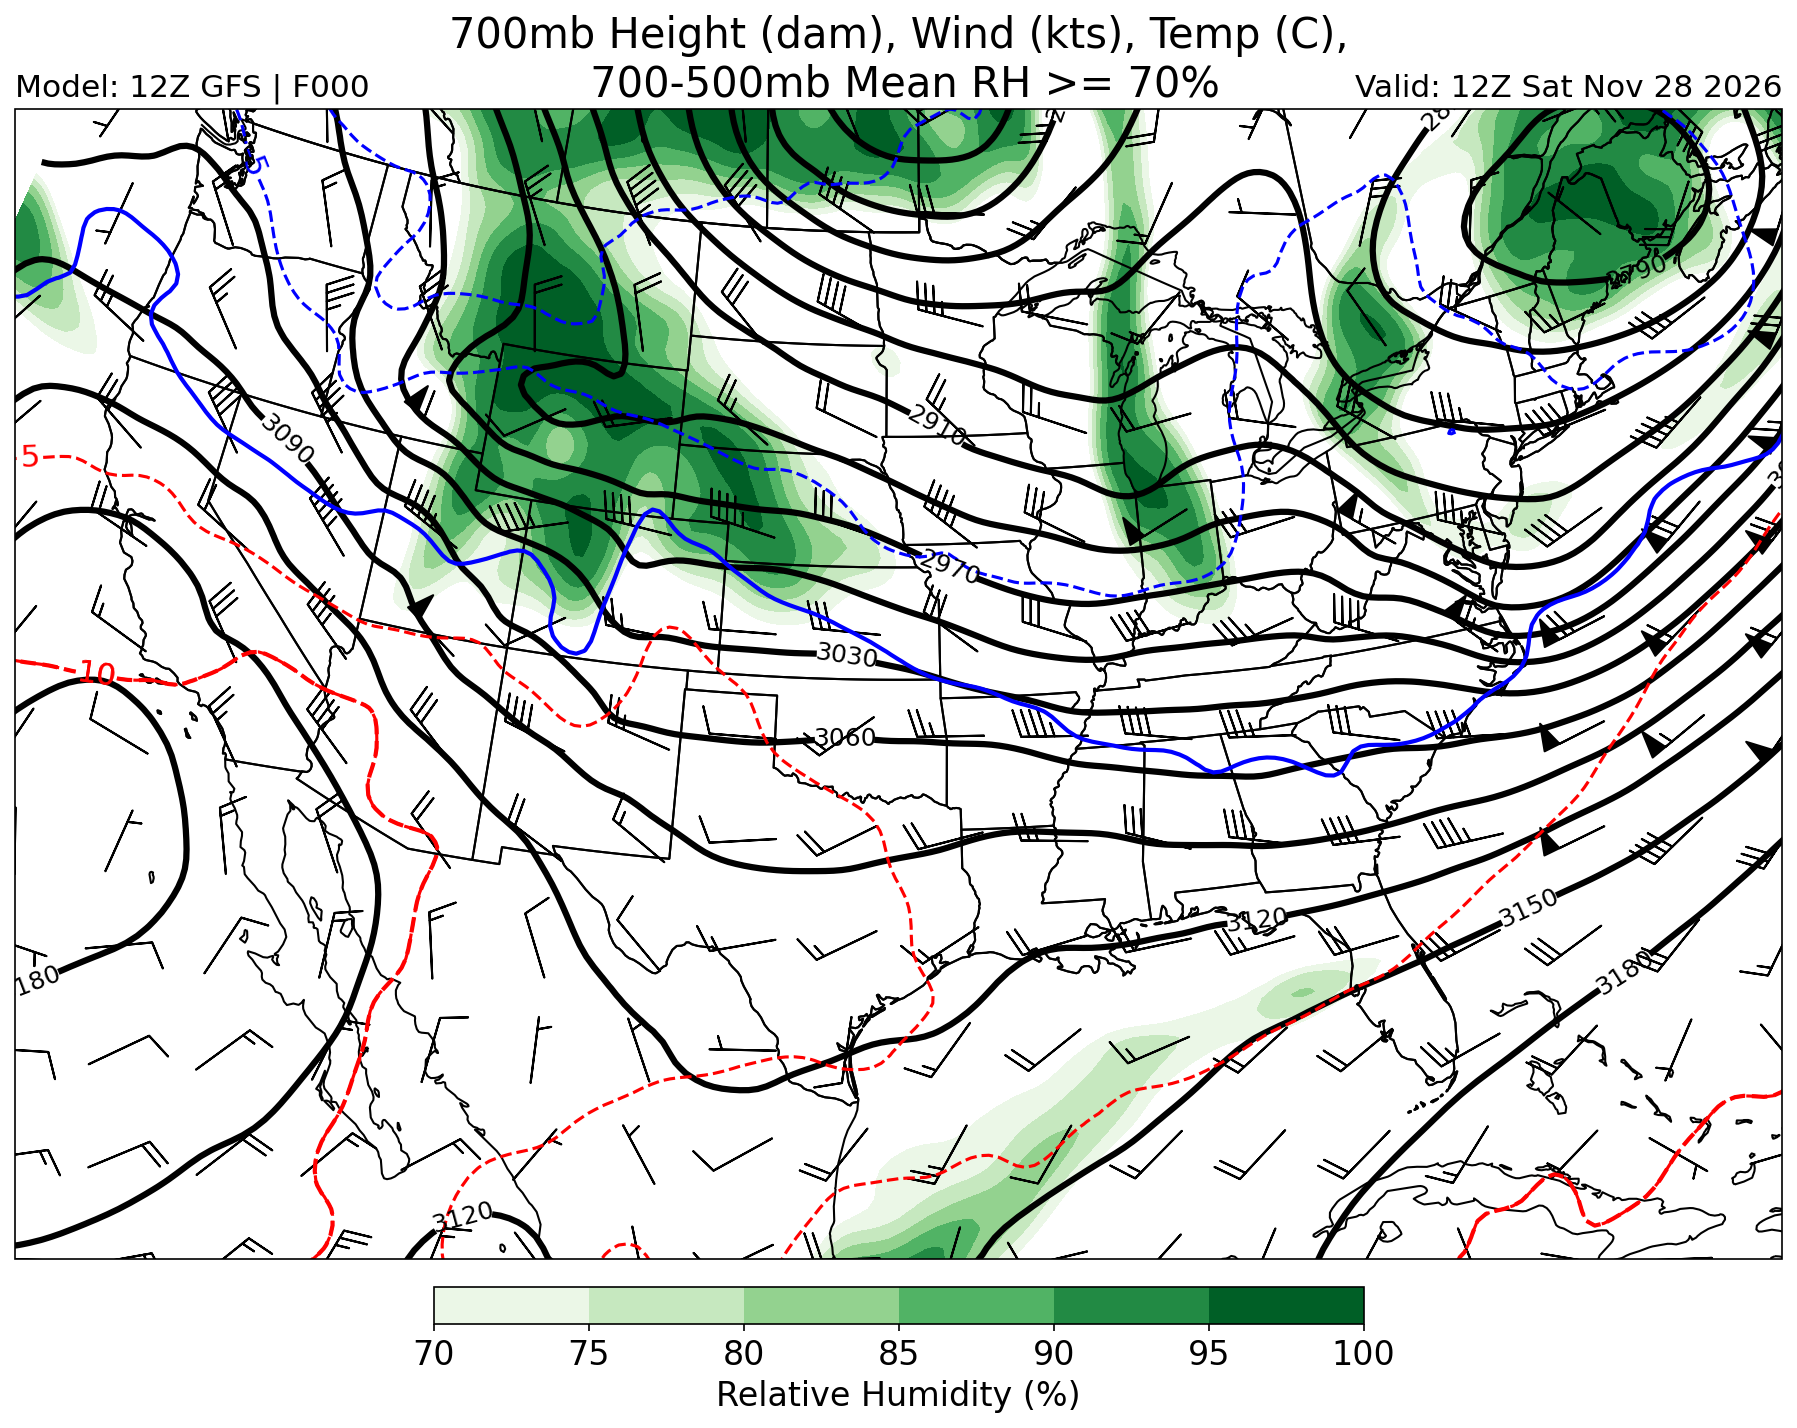 700mb Height (dam), Wind (kts), Temp (C),
700-500mb Mean RH >= 70%
Model: 12Z GFS | F000
Valid: 12Z Sat Nov 28 2026
2790
3090
2910
5
2970
3030
10
3060
3150
3120
3180
180
3120
70 75 80 85 90 95 100
Relative Humidity (%)